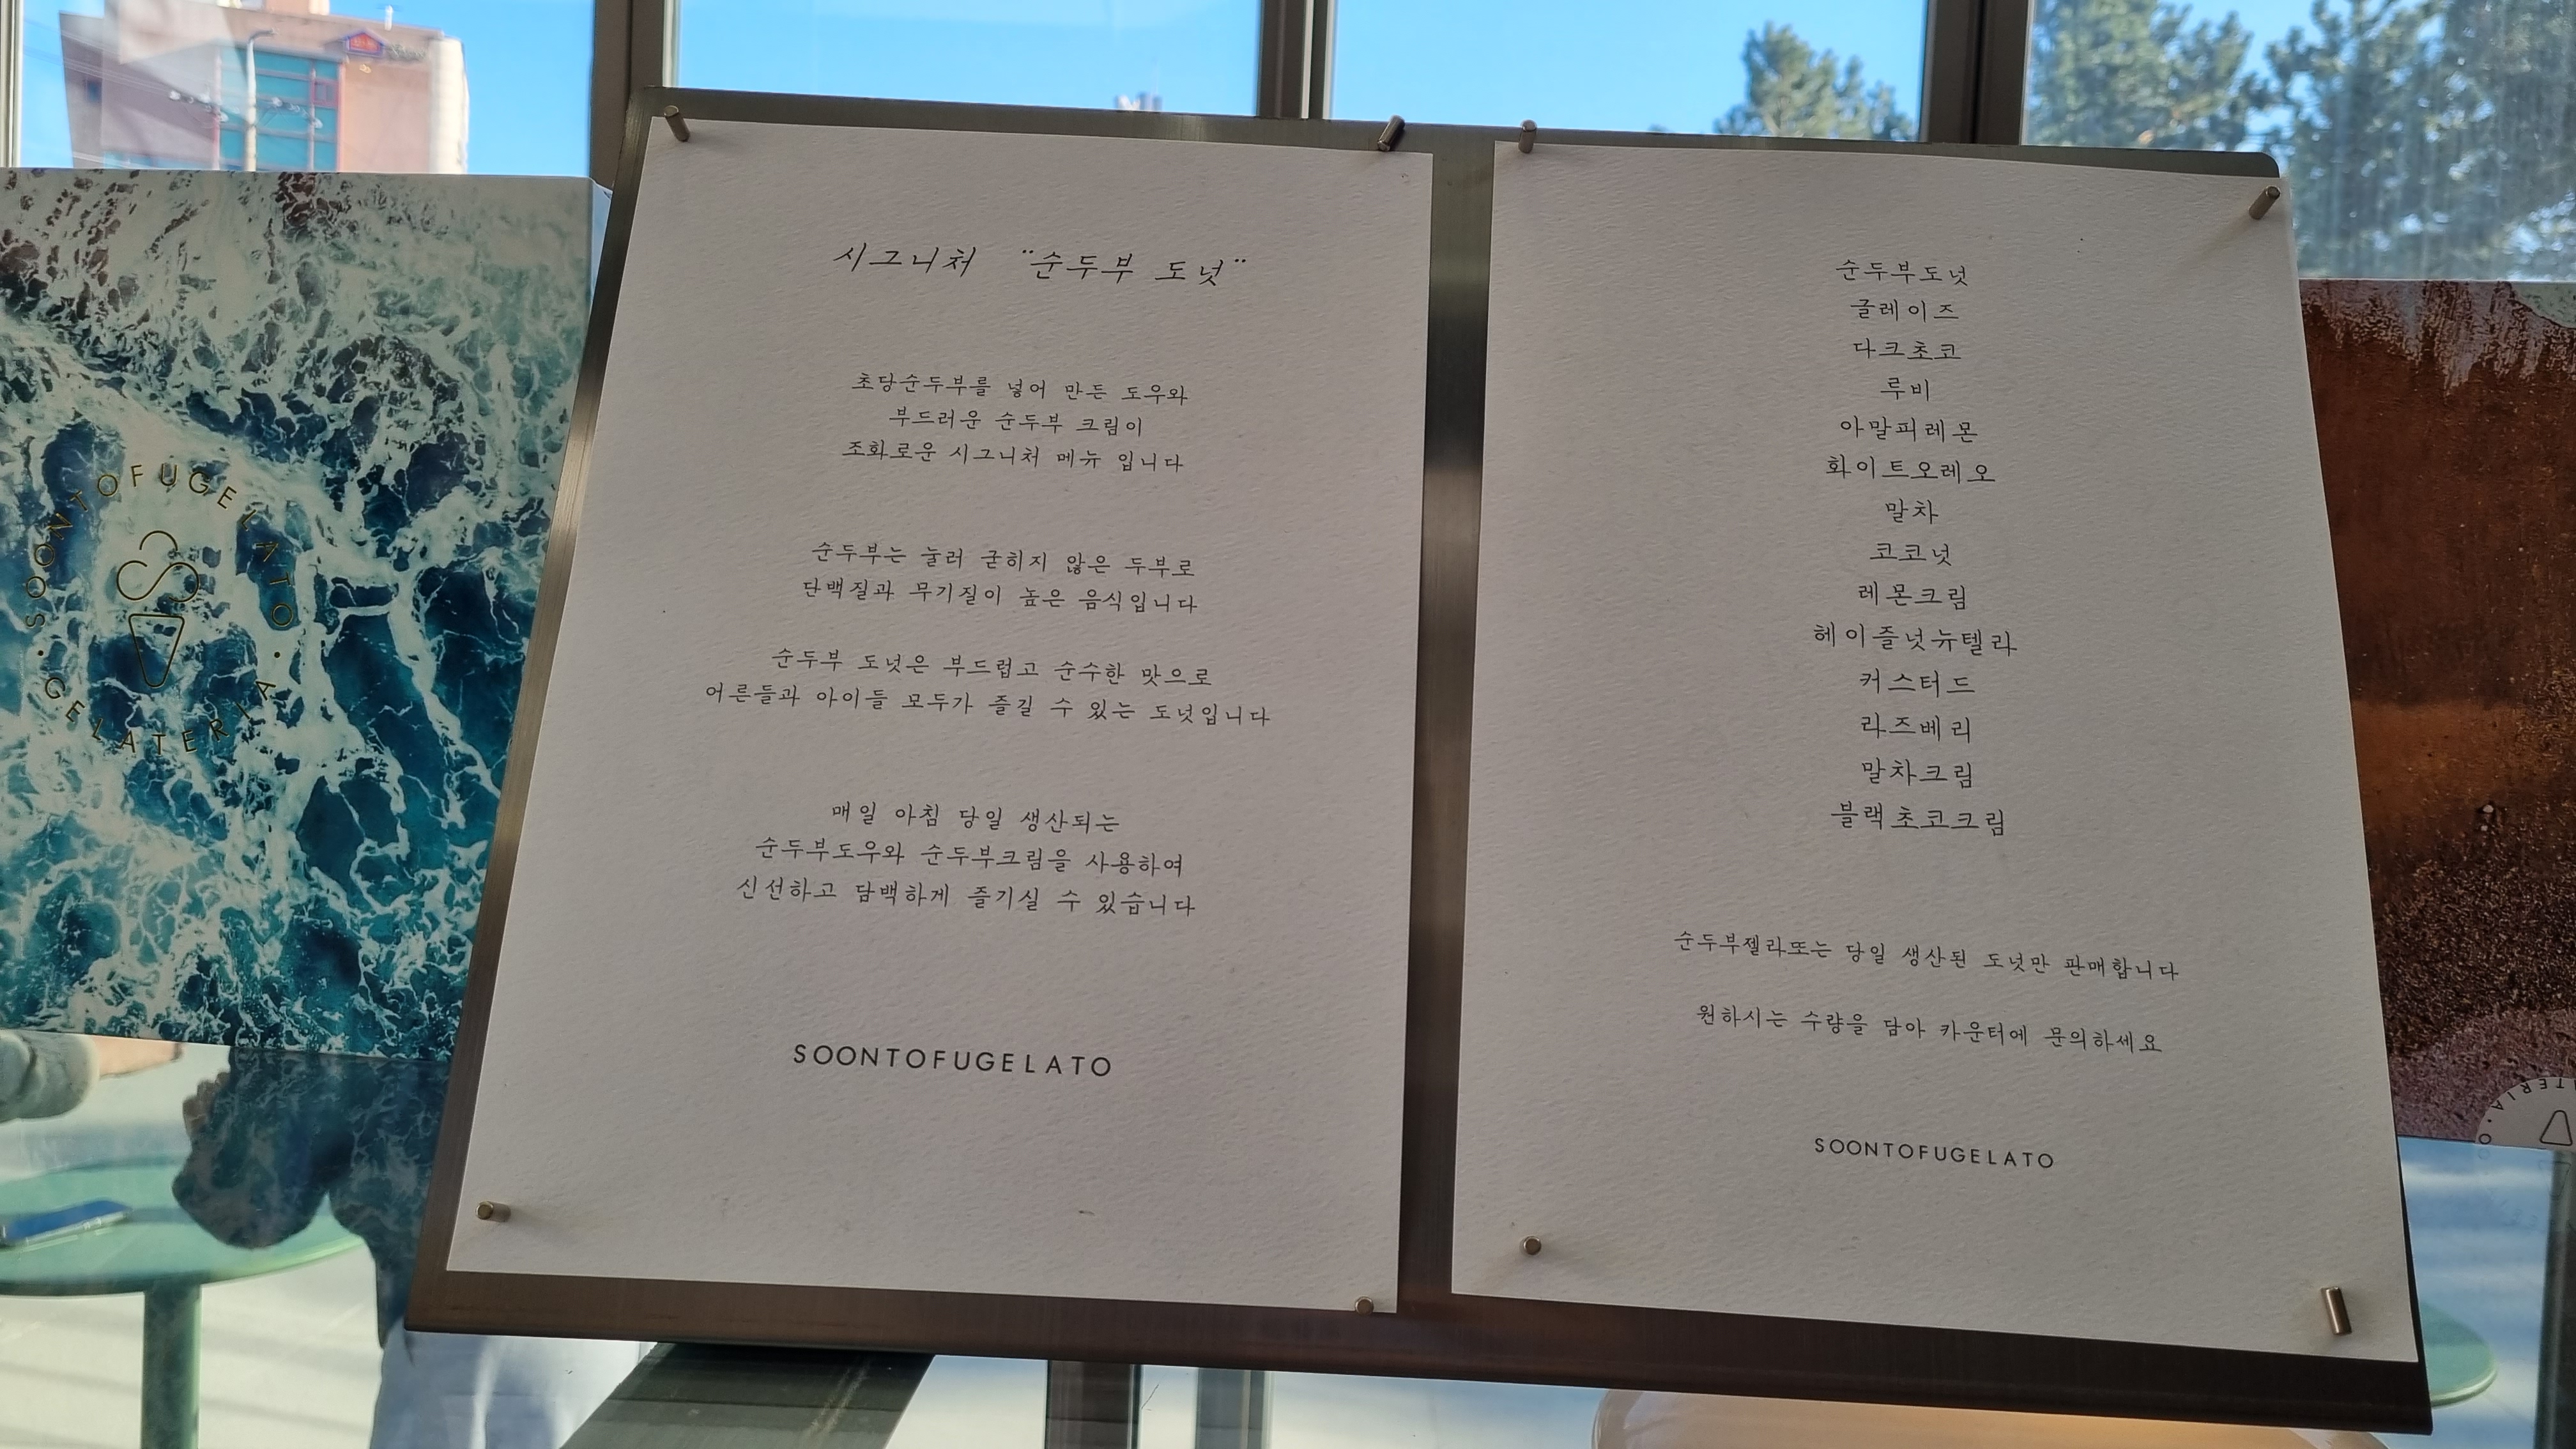 시그니처 "순두부 도넛"
초당순두부를 넣어 만든 도우와
부드러운 순두부 크림이
조화로운 시그니처 메뉴 입니다
순두부는 눌러 굳히지 않은 두부로
단백질과 무기질이 높은 음식입니다
순두부 도넛은 부드럽고 순수한 맛으로
어른들과 아이들 모두가 즐길 수 있는 도넛입니다
매일 아침 당일 생산되는
순두부도우와 순두부크림을 사용하여
신선하고 담백하게 즐기실 수 있습니다
SOONTOFUGELATO
순두부도넛
글레이즈
다크초코
루비
아말피레몬
화이트오레오
말차
코코넛
레몬크림
헤이즐넛뉴텔라
커스터드
라즈베리
말차크림
블랙초코크림
순두부젤라또는 당일 생산된 도넛만 판매합니다
원하시는 수량을 담아 카운터에 문의하세요
SOONTOFUGELATO
SOONTOFUGELATO
GELATERIA